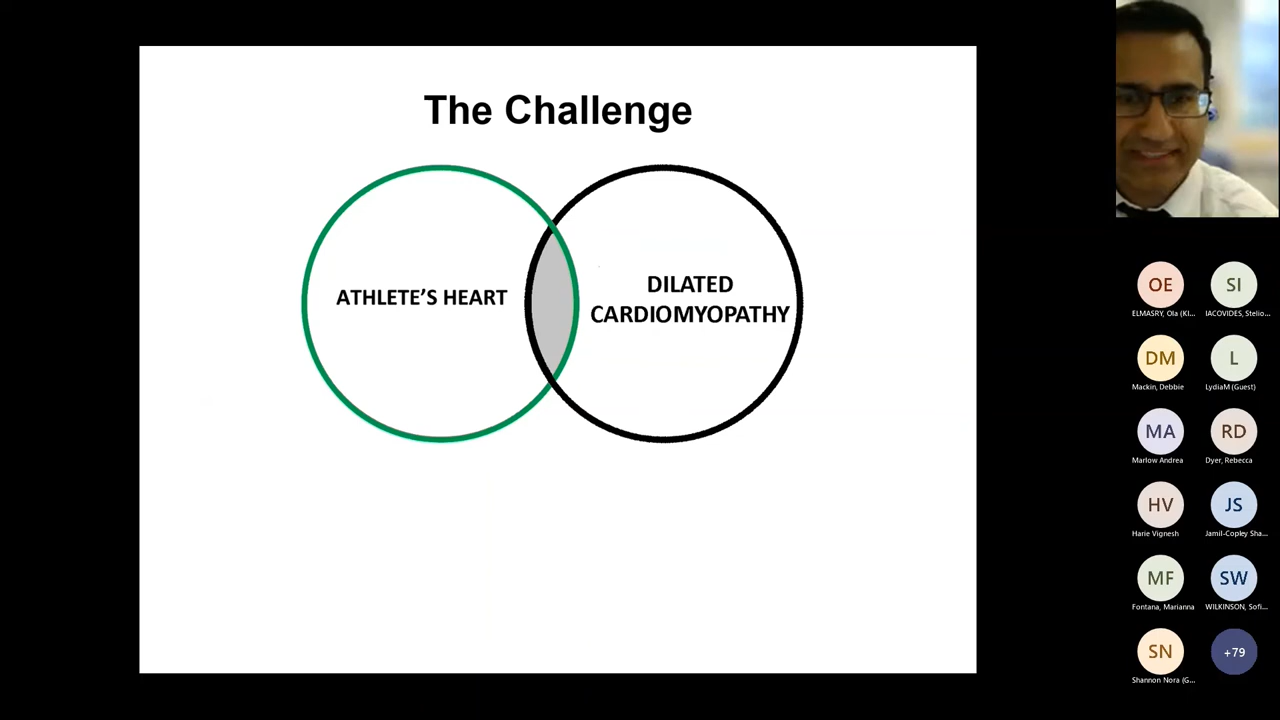 The Challenge
ATHLETE'S HEART
DILATED
CARDIOMYOPATHY
OE
SI
ELMASRY, Ola (KI...
IACOVIDES, Stelio...
DM
L
Mackin, Debbie
LydiaM (Guest)
MA
RD
Marlow Andrea
Dyer, Rebecca
HV
JS
Harie Vignesh
Jamil-Copley Sha...
MF
SW
Fontana, Marianna
WILKINSON, Sofi...
SN
+79
Shannon Nora (G...